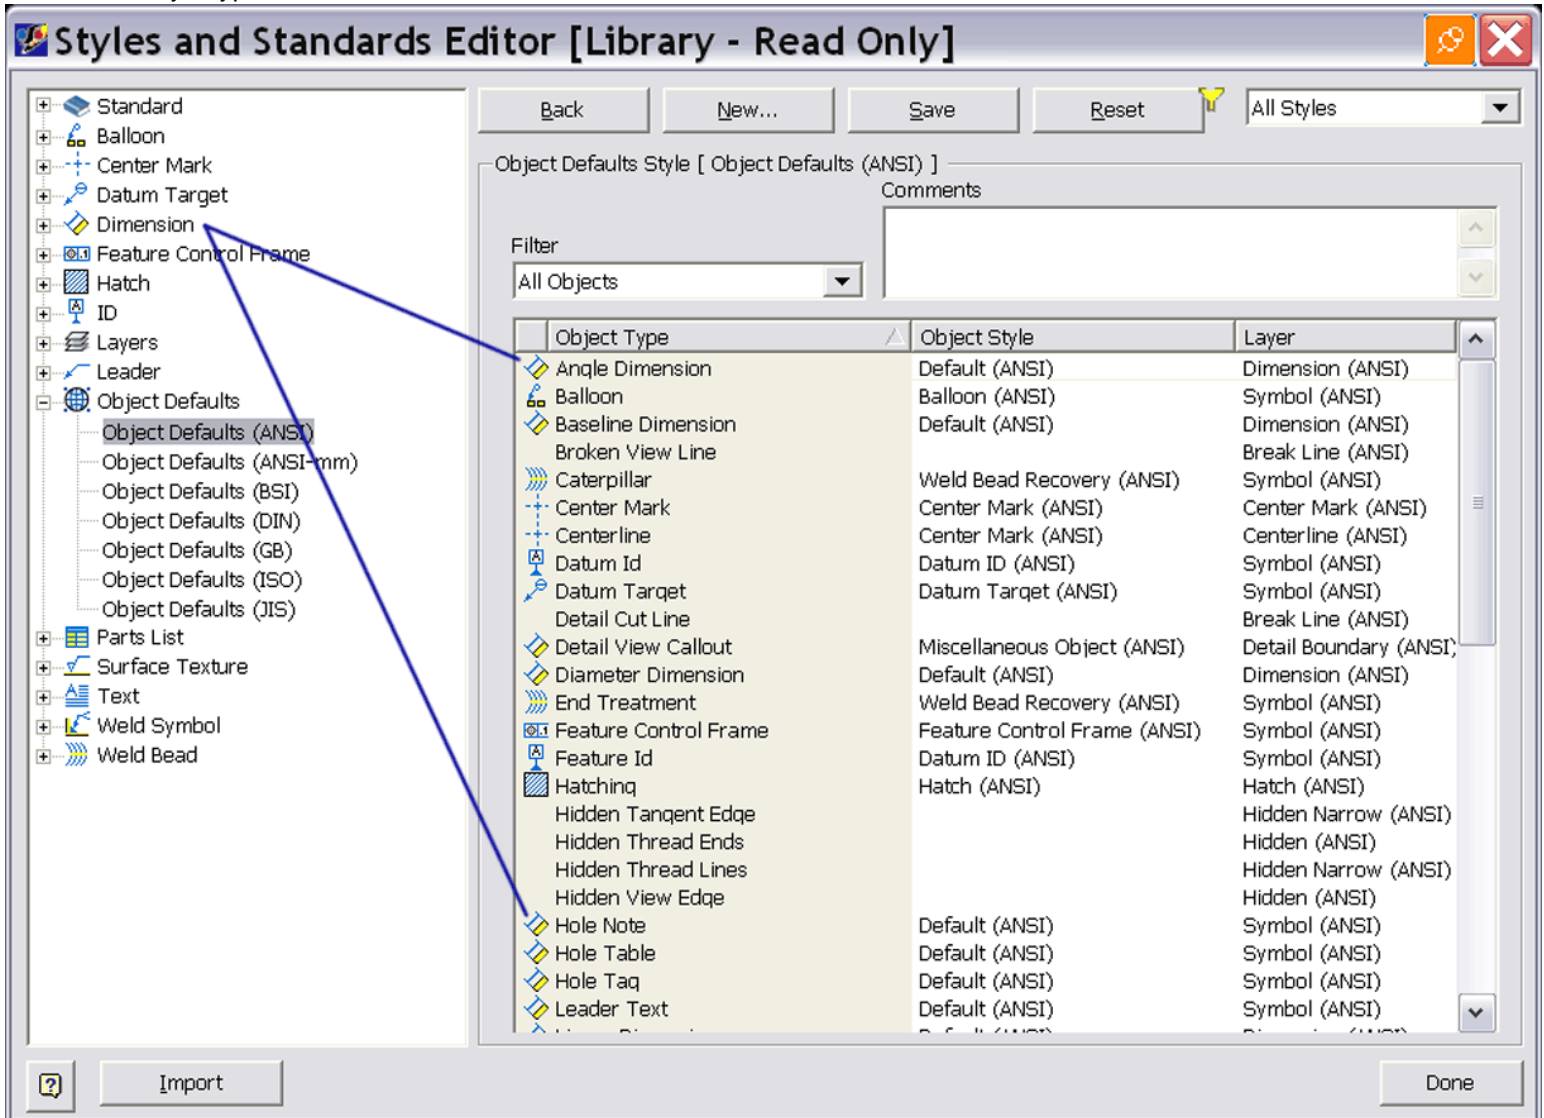 Styles and Standards Editor [Library - Read Only]
Standard
Balloon
Center Mark
Datum Target
Dimension
Feature Control Frame
Hatch
ID
Layers
Leader
Object Defaults
Object Defaults (ANSI)
Object Defaults (ANSI-mm)
Object Defaults (BSI)
Object Defaults (DIN)
Object Defaults (GB)
Object Defaults (ISO)
Object Defaults (JIS)
Parts List
Surface Texture
Text
Weld Symbol
Weld Bead
Back New... Save Reset All Styles
Object Defaults Style [ Object Defaults (ANSI) ]
Comments
Filter
All Objects
Object Type Object Style Layer
Angle Dimension Default (ANSI) Dimension (ANSI)
Balloon Balloon (ANSI) Symbol (ANSI)
Baseline Dimension Default (ANSI) Dimension (ANSI)
Broken View Line Break Line (ANSI)
Caterpillar Weld Bead Recovery (ANSI) Symbol (ANSI)
Center Mark Center Mark (ANSI) Center Mark (ANSI)
Centerline Center Mark (ANSI) Centerline (ANSI)
Datum Id Datum ID (ANSI) Symbol (ANSI)
Datum Target Datum Target (ANSI) Symbol (ANSI)
Detail Cut Line Break Line (ANSI)
Detail View Callout Miscellaneous Object (ANSI) Detail Boundary (ANSI)
Diameter Dimension Default (ANSI) Dimension (ANSI)
End Treatment Weld Bead Recovery (ANSI) Symbol (ANSI)
Feature Control Frame Feature Control Frame (ANSI) Symbol (ANSI)
Feature Id Datum ID (ANSI) Symbol (ANSI)
Hatching Hatch (ANSI) Hatch (ANSI)
Hidden Tangent Edge Hidden Narrow (ANSI)
Hidden Thread Ends Hidden (ANSI)
Hidden Thread Lines Hidden Narrow (ANSI)
Hidden View Edge Hidden (ANSI)
Hole Note Default (ANSI) Symbol (ANSI)
Hole Table Default (ANSI) Symbol (ANSI)
Hole Tag Default (ANSI) Symbol (ANSI)
Leader Text Default (ANSI) Symbol (ANSI)
Import Done